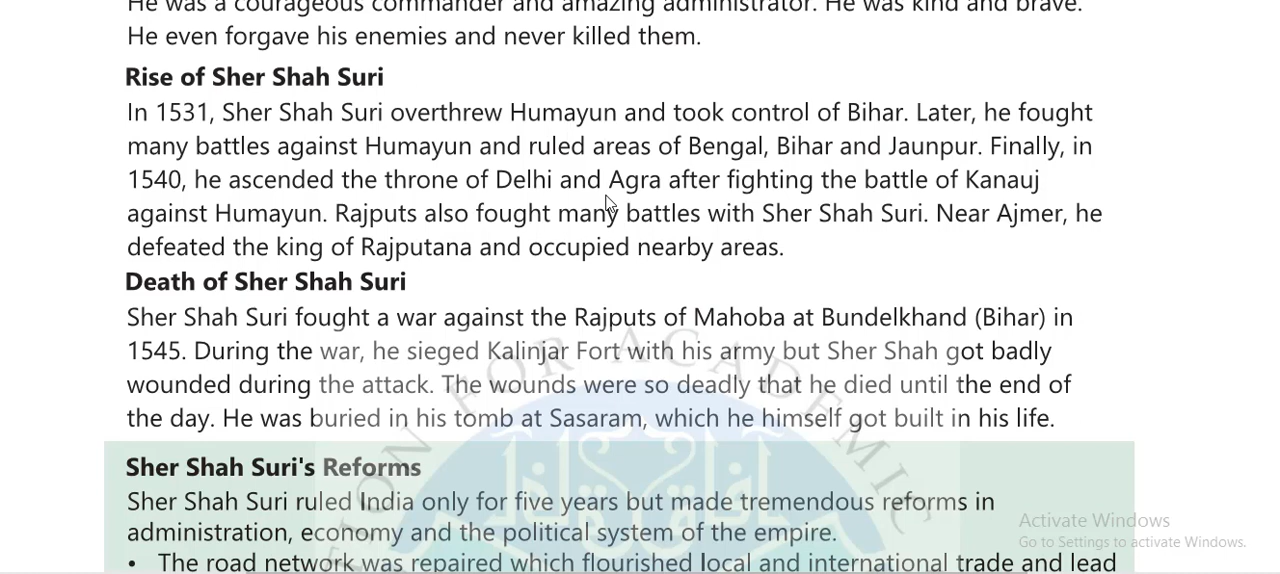 He was a courageous commander and amazing administrator. He was kind and brave.
He even forgave his enemies and never killed them.
Rise of Sher Shah Suri
In 1531, Sher Shah Suri overthrew Humayun and took control of Bihar. Later, he fought
many battles against Humayun and ruled areas of Bengal, Bihar and Jaunpur. Finally, in
1540, he ascended the throne of Delhi and Agra after fighting the battle of Kanauj
against Humayun. Rajputs also fought many battles with Sher Shah Suri. Near Ajmer, he
defeated the king of Rajputana and occupied nearby areas.
Death of Sher Shah Suri
Sher Shah Suri fought a war against the Rajputs of Mahoba at Bundelkhand (Bihar) in
1545. During the war, he sieged Kalinjar Fort with his army but Sher Shah got badly
wounded during the attack. The wounds were so deadly that he died until the end of
the day. He was buried in his tomb at Sasaram, which he himself got built in his life.
Sher Shah Suri's Reforms
Sher Shah Suri ruled India only for five years but made tremendous reforms in
administration, economy and the political system of the empire.
• The road network was repaired which flourished local and international trade and lead
ION FOR ACADEMIC
Activate Windows
Go to Settings to activate Windows.